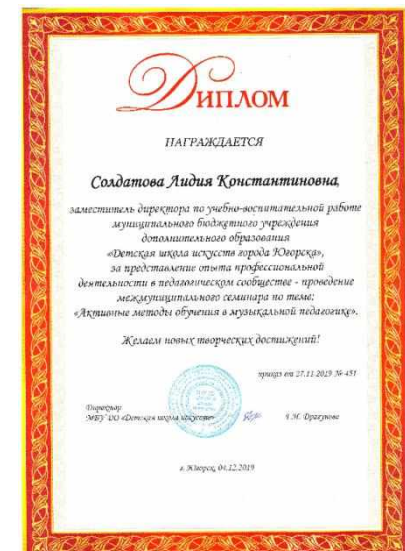 Диплом
НАГРАЖДАЕТСЯ
Солдатова Лидия Константиновна,
заместитель директора по учебно-воспитательной работе
муниципального бюджетного учреждения
дополнительного образования
«Детская школа искусств города Югорска»,
за представление опыта профессиональной
деятельности в педагогическом сообществе - проведение
межмуниципального семинара по теме:
«Активные методы обучения в музыкальной педагогике».
Желаем новых творческих достижений!
приказ от 27.11.2019 № 451
Директор
МБУ ДО «Детская школа искусств»
Драгунова
г. Югорск, 04.12.2019